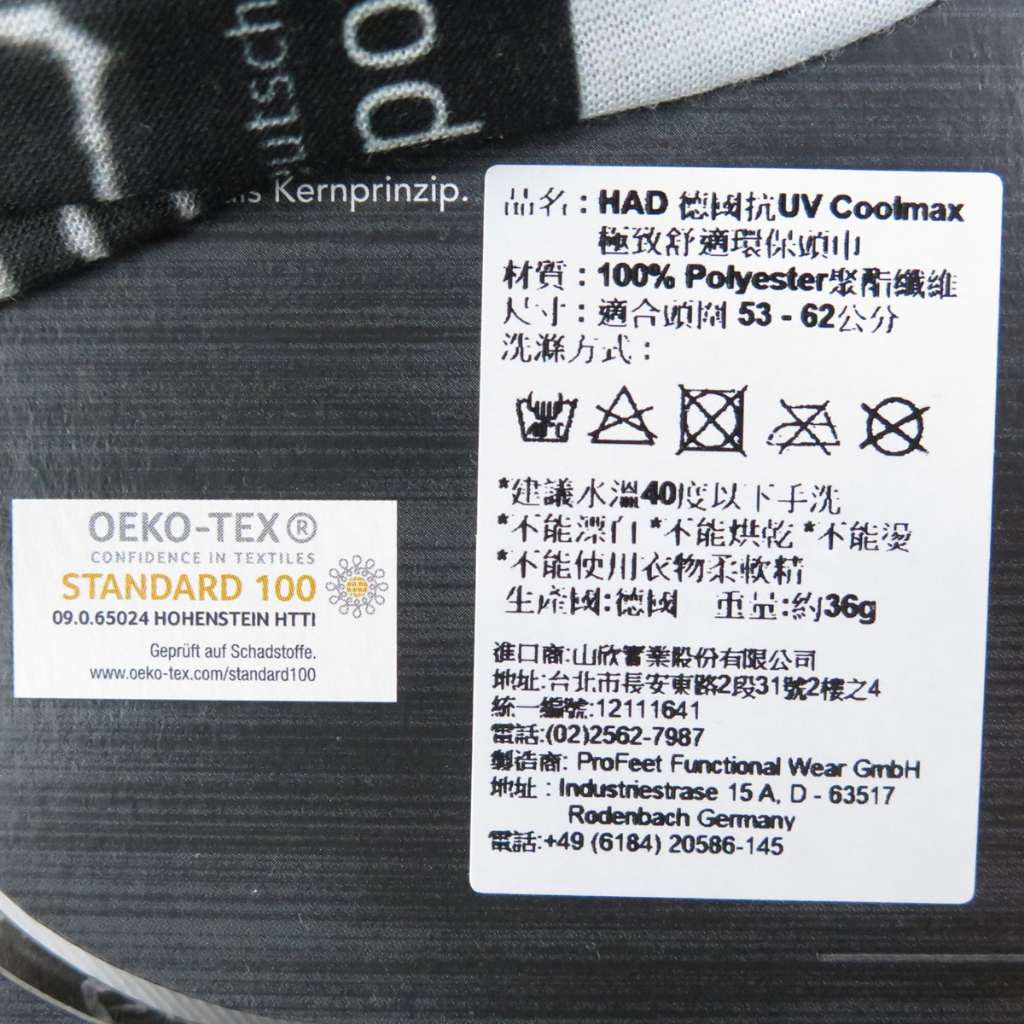 utsch
po
als Kernprinzip.
品名：HAD 德國抗UV Coolmax
極致舒適環保頭巾
材質：100% Polyester聚酯纖維
尺寸：適合頭圍 53 - 62公分
洗滌方式：
40°C
*建議水溫40度以下手洗
*不能漂白 *不能烘乾 *不能燙
*不能使用衣物柔軟精
生產國:德國 重量:約36g
進口商:山欣實業股份有限公司
地址:台北市長安東路2段31號2樓之4
統一編號:12111641
電話:(02)2562-7987
製造商: ProFeet Functional Wear GmbH
地址：Industriestrase 15 A, D - 63517
Rodenbach Germany
電話:+49 (6184) 20586-145
OEKO-TEX®
CONFIDENCE IN TEXTILES
STANDARD 100
09.0.65024 HOHENSTEIN HTTI
Geprüft auf Schadstoffe.
www.oeko-tex.com/standard100